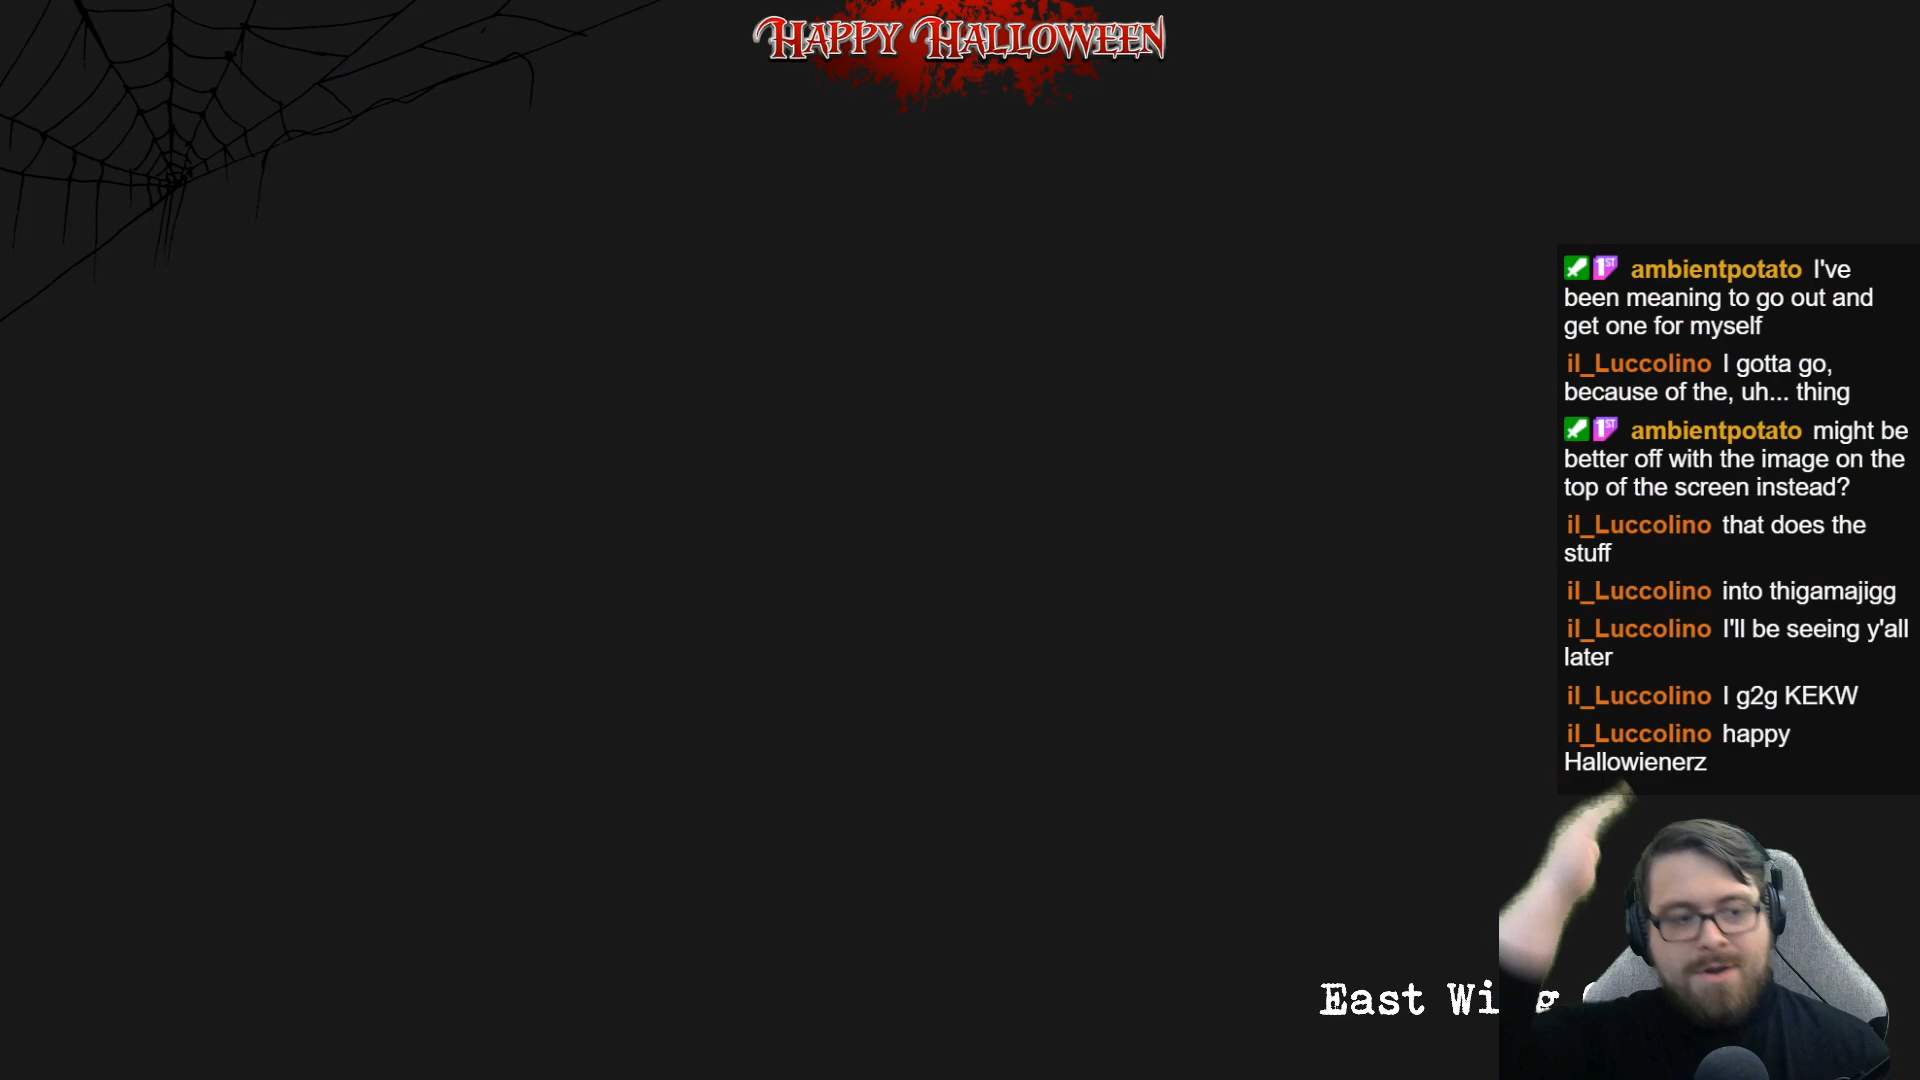 Happy Halloween
ambientpotato I've
been meaning to go out and
get one for myself
il_Luccolino I gotta go,
because of the, uh... thing
ambientpotato might be
better off with the image on the
top of the screen instead?
il_Luccolino that does the
stuff
il_Luccolino into thigamajigg
il_Luccolino I'll be seeing y'all
later
il_Luccolino I g2g KEKW
il_Luccolino happy
Hallowienerz
East